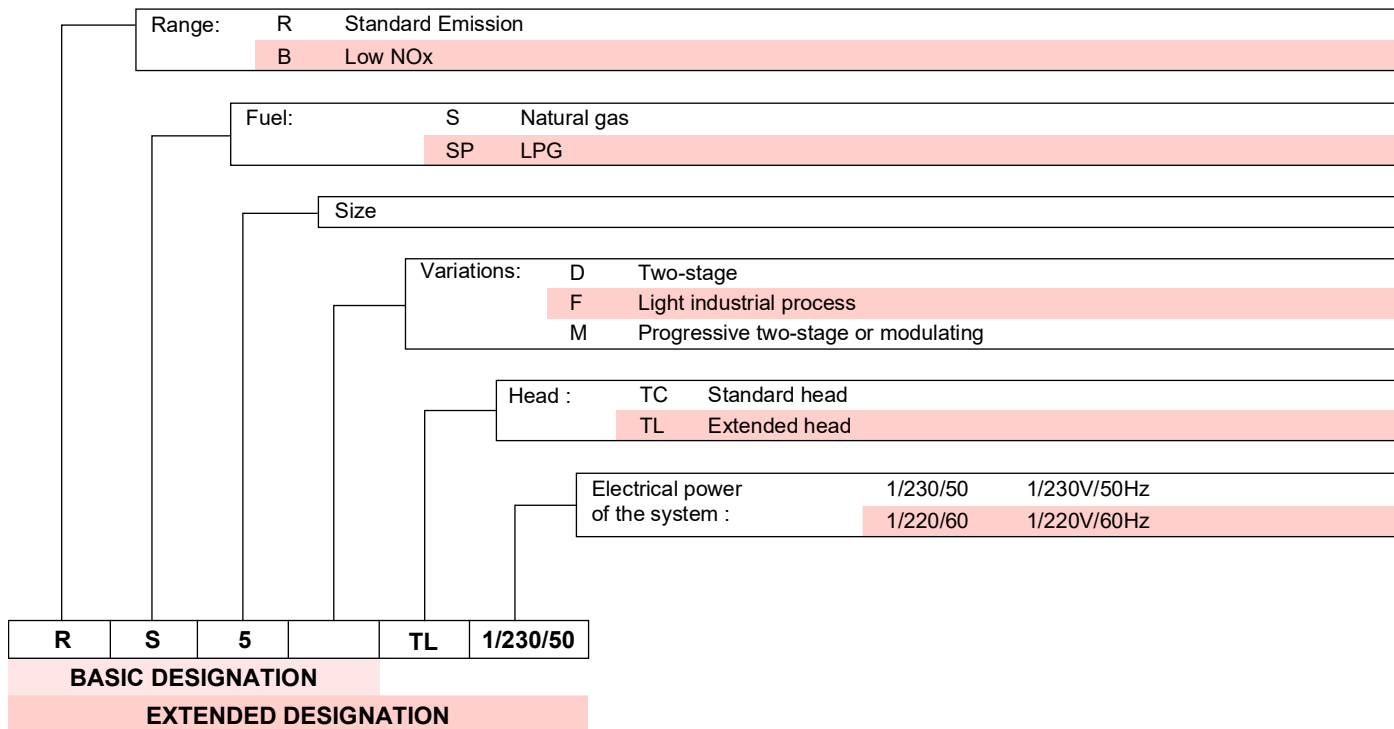 Range: R Standard Emission
B Low NOx
Fuel: S Natural gas
SP LPG
Size
Variations: D Two-stage
F Light industrial process
M Progressive two-stage or modulating
Head : TC Standard head
TL Extended head
Electrical power 1/230/50 1/230V/50Hz
of the system : 1/220/60 1/220V/60Hz
R S 5 TL 1/230/50
BASIC DESIGNATION
EXTENDED DESIGNATION